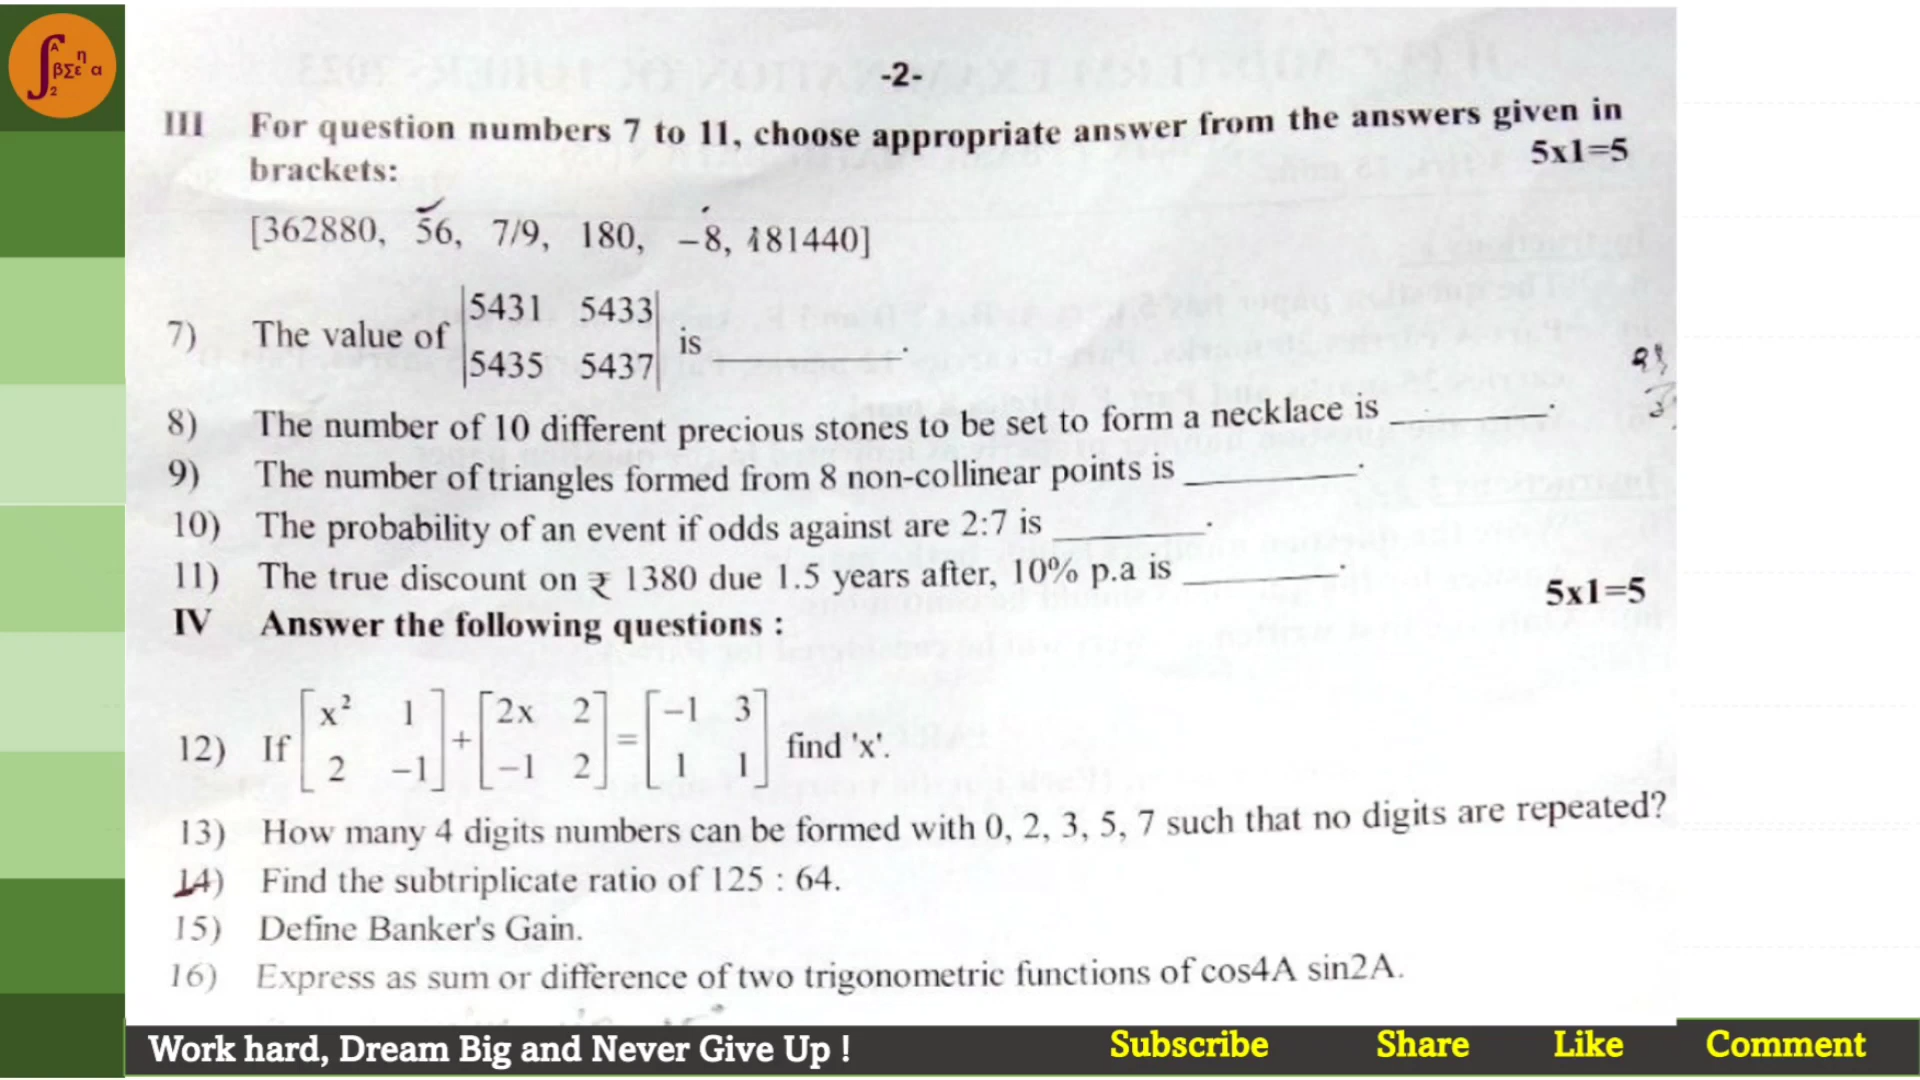 -2-
III For question numbers 7 to 11, choose appropriate answer from the answers given in
brackets: 5x1=5
[362880, 56, 7/9, 180, –8, 181440]
7) The value of |5431 5433| is ________.
|5435 5437|
8) The number of 10 different precious stones to be set to form a necklace is ________.
9) The number of triangles formed from 8 non-collinear points is ________.
10) The probability of an event if odds against are 2:7 is ________.
11) The true discount on ₹ 1380 due 1.5 years after, 10% p.a is ________.
IV Answer the following questions : 5x1=5
12) If [x² 1] + [2x 2] = [–1 3] find 'x'.
[2 –1] [–1 2] [1 1]
13) How many 4 digits numbers can be formed with 0, 2, 3, 5, 7 such that no digits are repeated?
14) Find the subtriplicate ratio of 125 : 64.
15) Define Banker's Gain.
16) Express as sum or difference of two trigonometric functions of cos4A sin2A.
Work hard, Dream Big and Never Give Up ! Subscribe Share Like Comment